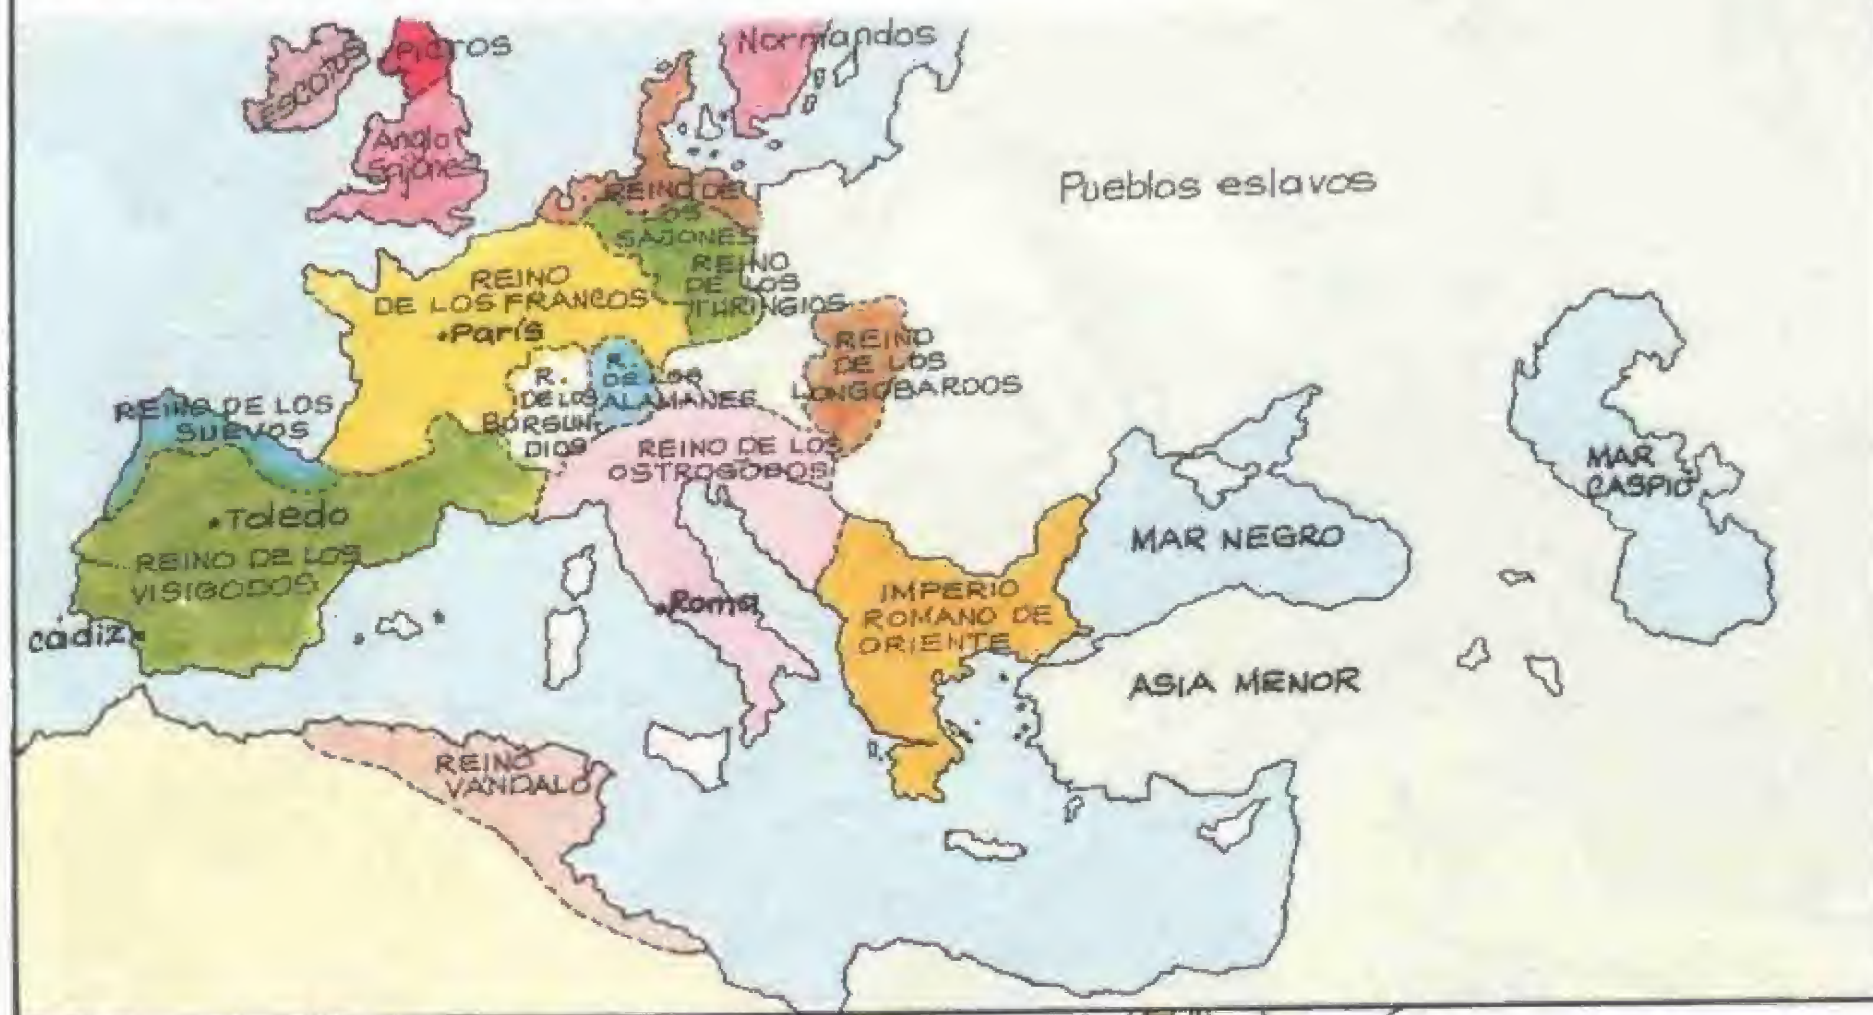 ESCOTOS
PICTOS
Normandos
Anglo
Sajones
Pueblos eslavos
REINO DE
LOS
SAJONES
REINO
DE LOS
TURINGIOS
REINO
DE LOS FRANCOS
París
REINO
DE LOS
LONGOBARDOS
R.
DE LOS
ALAMANES
R.
DE LOS
BORGUN-
DIOS
REINO DE LOS
SUEVOS
REINO DE LOS
OSTROGODOS
MAR
CASPIO
Toledo
REINO DE LOS
VISIGODOS
MAR NEGRO
Roma
IMPERIO
ROMANO DE
ORIENTE
cádiz
ASIA MENOR
REINO
VANDALO